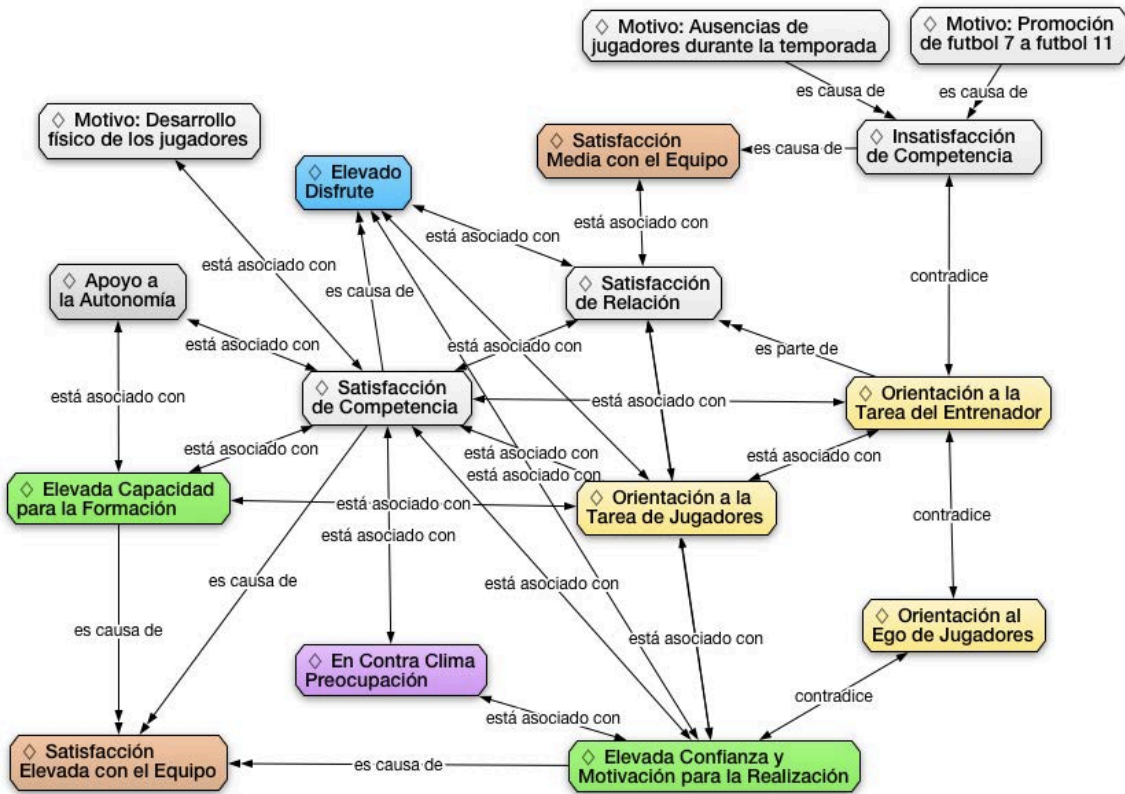 ◇ Motivo: Ausencias de
jugadores durante la temporada
◇ Motivo: Promoción
de futbol 7 a futbol 11
es causa de
es causa de
◇ Motivo: Desarrollo
físico de los jugadores
◇ Satisfacción
Media con el Equipo
es causa de
◇ Insatisfacción
de Competencia
◇ Elevado
Disfrute
está asociado con
está asociado con
está asociado con
es causa de
◇ Apoyo a
la Autonomía
◇ Satisfacción
de Relación
contradice
está asociado con
está asociado con
es parte de
◇ Satisfacción
de Competencia
◇ Orientación a la
Tarea del Entrenador
está asociado con
está asociado con
está asociado con
está asociado con
está asociado con
está asociado con
◇ Elevada Capacidad
para la Formación
está asociado con
◇ Orientación a la
Tarea de Jugadores
contradice
está asociado con
es causa de
está asociado con
◇ Orientación al
Ego de Jugadores
es causa de
está asociado con
◇ En Contra Clima
Preocupación
contradice
está asociado con
◇ Satisfacción
Elevada con el Equipo
es causa de
◇ Elevada Confianza y
Motivación para la Realización